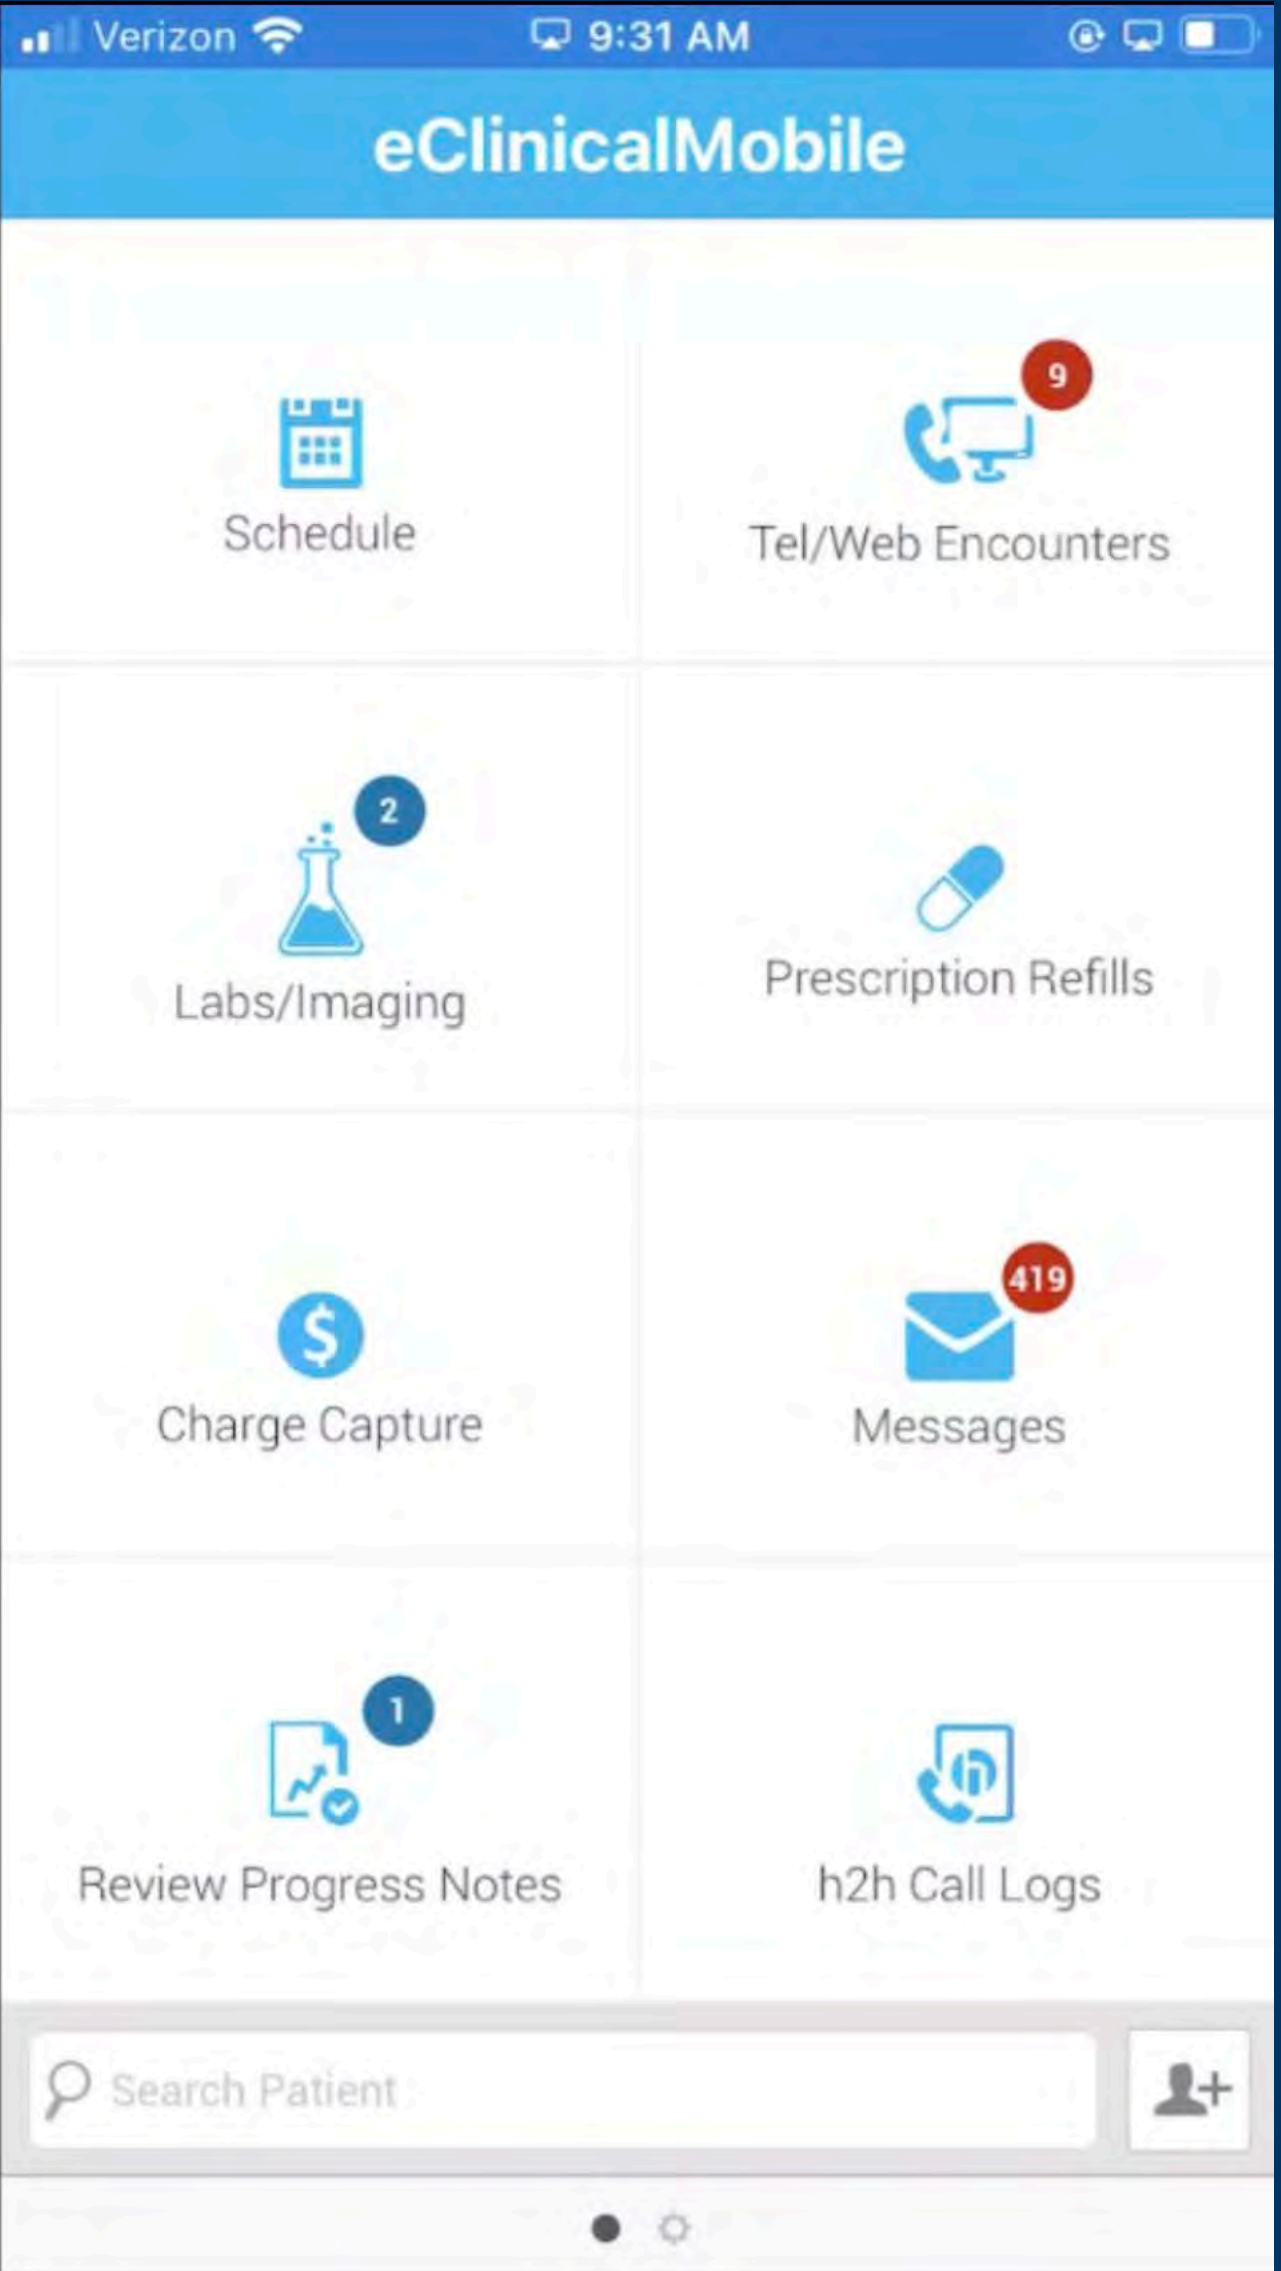 Verizon 9:31 AM
eClinicalMobile
9
Schedule
Tel/Web Encounters
2
Labs/Imaging
Prescription Refills
$
419
Charge Capture
Messages
1
Review Progress Notes
h2h Call Logs
Search Patient